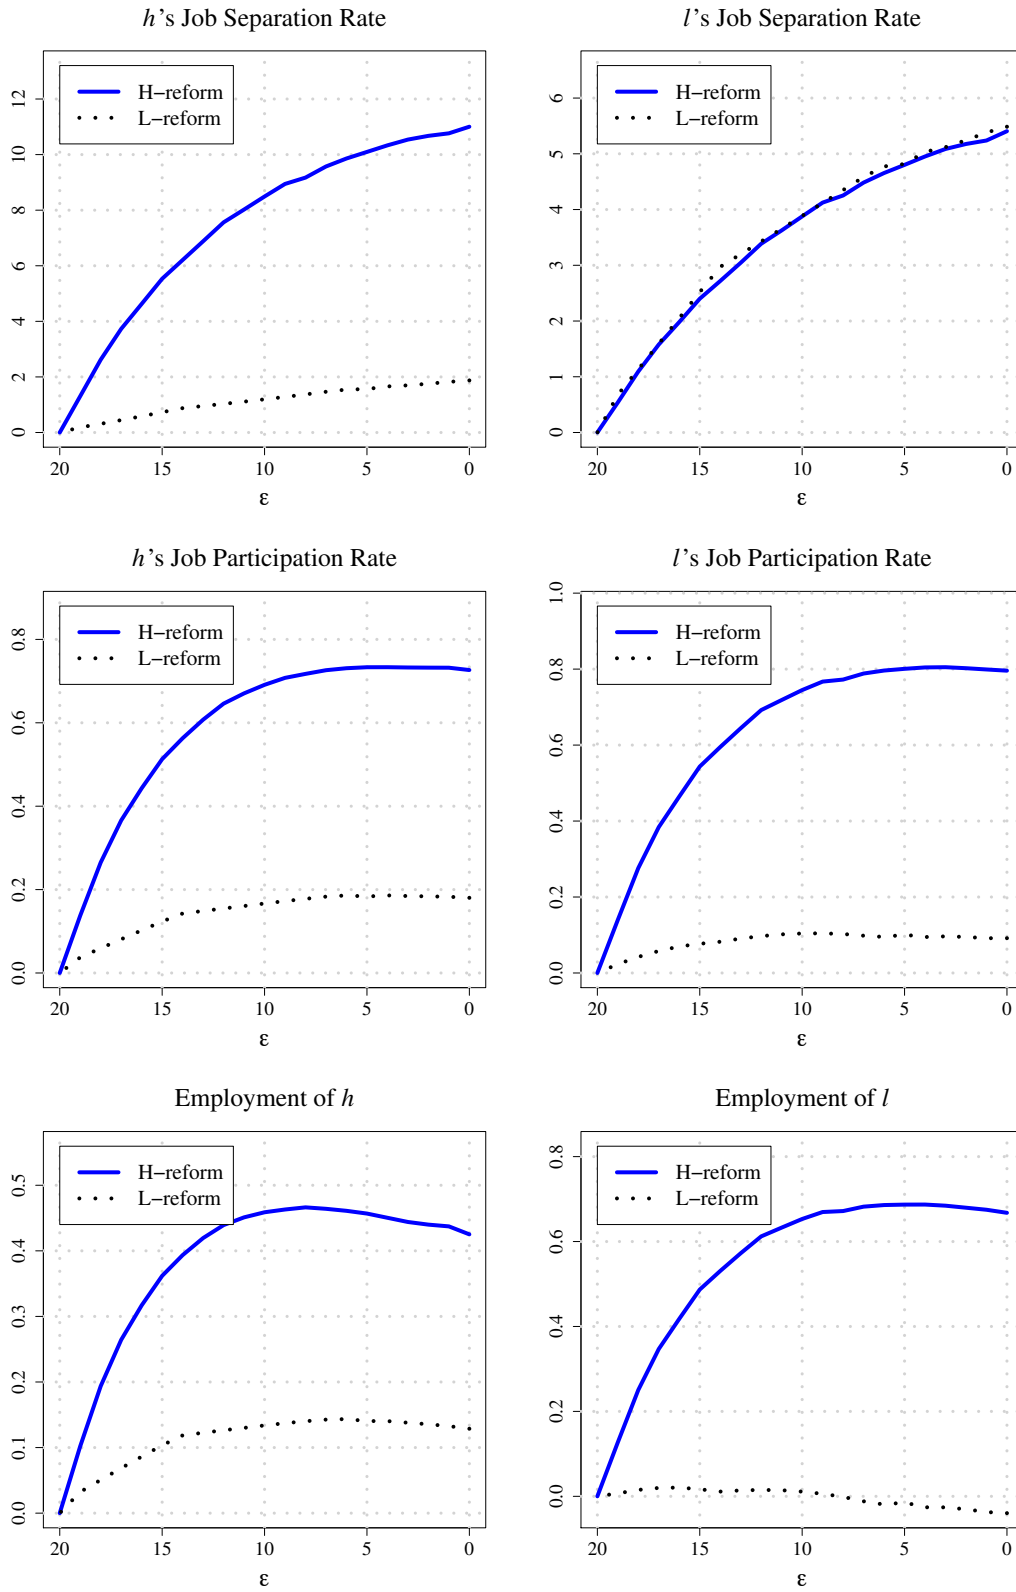 h's Job Separation Rate
H−reform
L−reform
0 2 4 6 8 10 12
20 15 10 5 0
ε
l's Job Separation Rate
H−reform
L−reform
0 1 2 3 4 5 6
20 15 10 5 0
ε
h's Job Participation Rate
H−reform
L−reform
0.0 0.2 0.4 0.6 0.8
20 15 10 5 0
ε
l's Job Participation Rate
H−reform
L−reform
0.0 0.2 0.4 0.6 0.8 1.0
20 15 10 5 0
ε
Employment of h
H−reform
L−reform
0.0 0.1 0.2 0.3 0.4 0.5
20 15 10 5 0
ε
Employment of l
H−reform
L−reform
0.0 0.2 0.4 0.6 0.8
20 15 10 5 0
ε